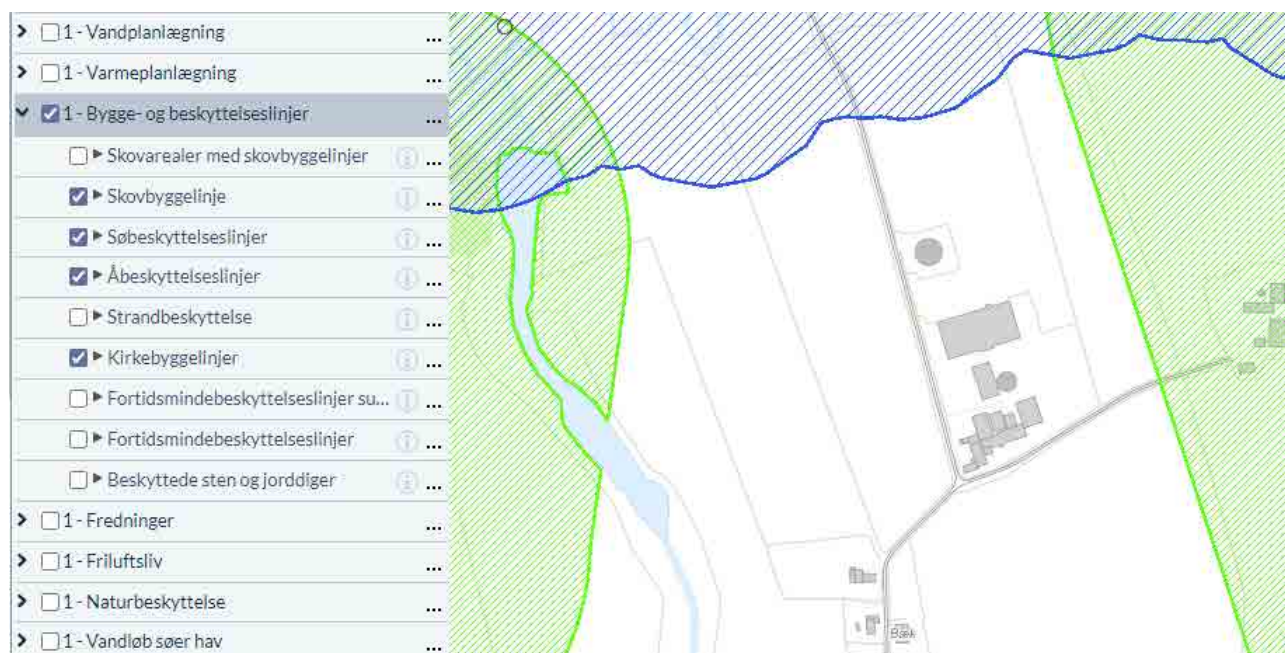 1 - Vandplanlægning
1 - Varmeplanlægning
1 - Bygge- og beskyttelseslinjer
Skovarealer med skovbyggelinjer
Skovbyggelinje
Søbeskyttelseslinjer
Åbeskyttelseslinjer
Strandbeskyttelse
Kirkebyggelinjer
Fortidsmindebeskyttelseslinjer su...
Fortidsmindebeskyttelseslinjer
Beskyttede sten og jorddiger
1 - Fredninger
1 - Friluftsliv
1 - Naturbeskyttelse
1 - Vandløb søer hav
Bæk